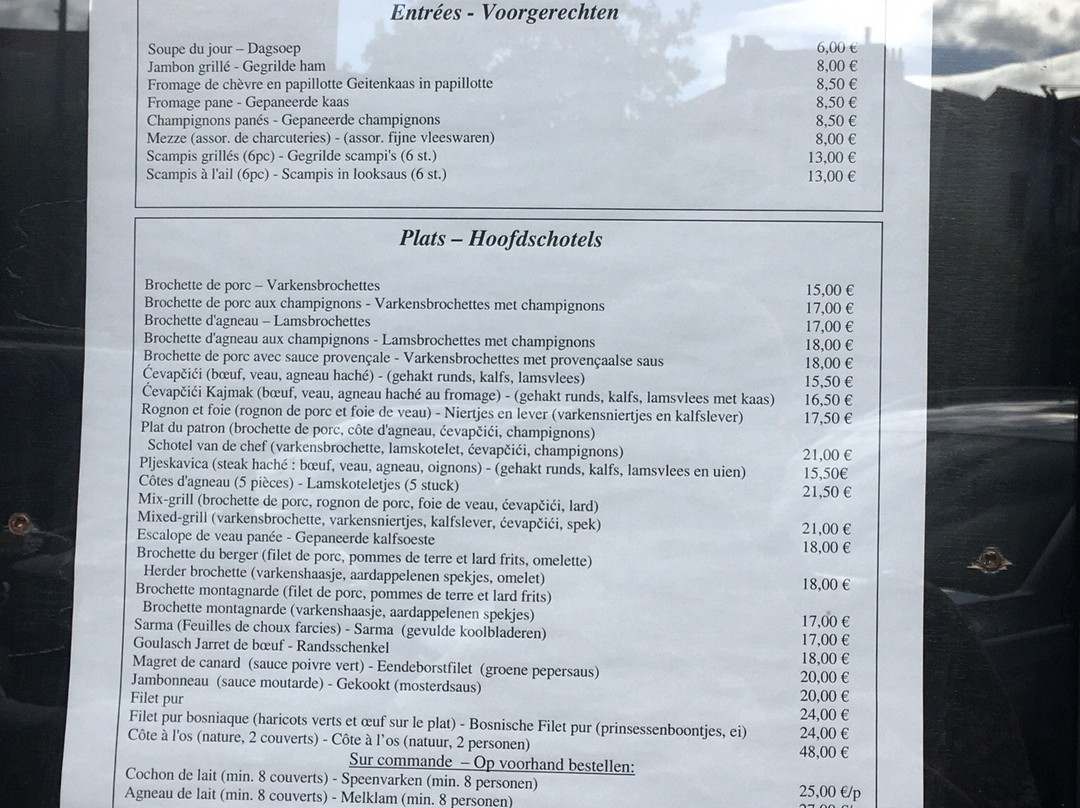 Entrées - Voorgerechten
Soupe du jour – Dagsoep 6,00 €
Jambon grillé - Gegrilde ham 8,00 €
Fromage de chèvre en papillotte Geitenkaas in papillotte 8,50 €
Fromage pane - Gepaneerde kaas 8,50 €
Champignons panés - Gepaneerde champignons 8,50 €
Mezze (assor. de charcuteries) - (assor. fijne vleeswaren) 8,00 €
Scampis grillés (6pc) - Gegrilde scampi's (6 st.) 13,00 €
Scampis à l'ail (6pc) - Scampis in looksaus (6 st.) 13,00 €
Plats – Hoofdschotels
Brochette de porc – Varkensbrochettes 15,00 €
Brochette de porc aux champignons - Varkensbrochettes met champignons 17,00 €
Brochette d'agneau – Lamsbrochettes 17,00 €
Brochette d'agneau aux champignons - Lamsbrochettes met champignons 18,00 €
Brochette de porc avec sauce provençale - Varkensbrochettes met provençaalse saus 18,00 €
Ćevapčići (bœuf, veau, agneau haché) - (gehakt runds, kalfs, lamsvlees) 15,50 €
Ćevapčići Kajmak (bœuf, veau, agneau haché au fromage) - (gehakt runds, kalfs, lamsvlees met kaas) 16,50 €
Rognon et foie (rognon de porc et foie de veau) - Niertjes en lever (varkensniertjes en kalfslever) 17,50 €
Plat du patron (brochette de porc, côte d'agneau, ćevapčići, champignons)
Schotel van de chef (varkensbrochette, lamskotelet, ćevapčići, champignons) 21,00 €
Pljeskavica (steak haché : bœuf, veau, agneau, oignons) - (gehakt runds, kalfs, lamsvlees en uien) 15,50€
Côtes d'agneau (5 pièces) - Lamskoteletjes (5 stuck) 21,50 €
Mix-grill (brochette de porc, rognon de porc, foie de veau, ćevapčići, lard)
Mixed-grill (varkensbrochette, varkensniertjes, kalfslever, ćevapčići, spek) 21,00 €
Escalope de veau panée - Gepaneerde kalfsoeste 18,00 €
Brochette du berger (filet de porc, pommes de terre et lard frits, omelette)
Herder brochette (varkenshaasje, aardappelenen spekjes, omelet) 18,00 €
Brochette montagnarde (filet de porc, pommes de terre et lard frits)
Brochette montagnarde (varkenshaasje, aardappelenen spekjes) 17,00 €
Sarma (Feuilles de choux farcies) - Sarma (gevulde koolbladeren) 17,00 €
Goulasch Jarret de bœuf - Randsschenkel 18,00 €
Magret de canard (sauce poivre vert) - Eendeborstfilet (groene pepersaus) 20,00 €
Jambonneau (sauce moutarde) - Gekookt (mosterdsaus) 20,00 €
Filet pur 24,00 €
Filet pur bosniaque (haricots verts et œuf sur le plat) - Bosnische Filet pur (prinsessenboontjes, ei) 24,00 €
Côte à l'os (nature, 2 couverts) - Côte à l'os (natuur, 2 personen) 48,00 €
Sur commande – Op voorhand bestellen:
Cochon de lait (min. 8 couverts) - Speenvarken (min. 8 personen) 25,00 €/p
Agneau de lait (min. 8 couverts) - Melklam (min. 8 personen)